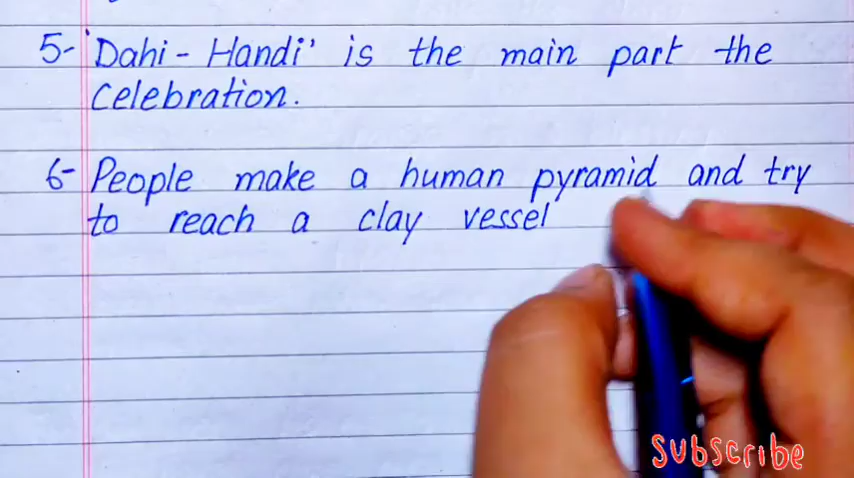 5- 'Dahi - Handi' is the main part the
celebration.
6- People make a human pyramid and try
to reach a clay vessel
Subscribe